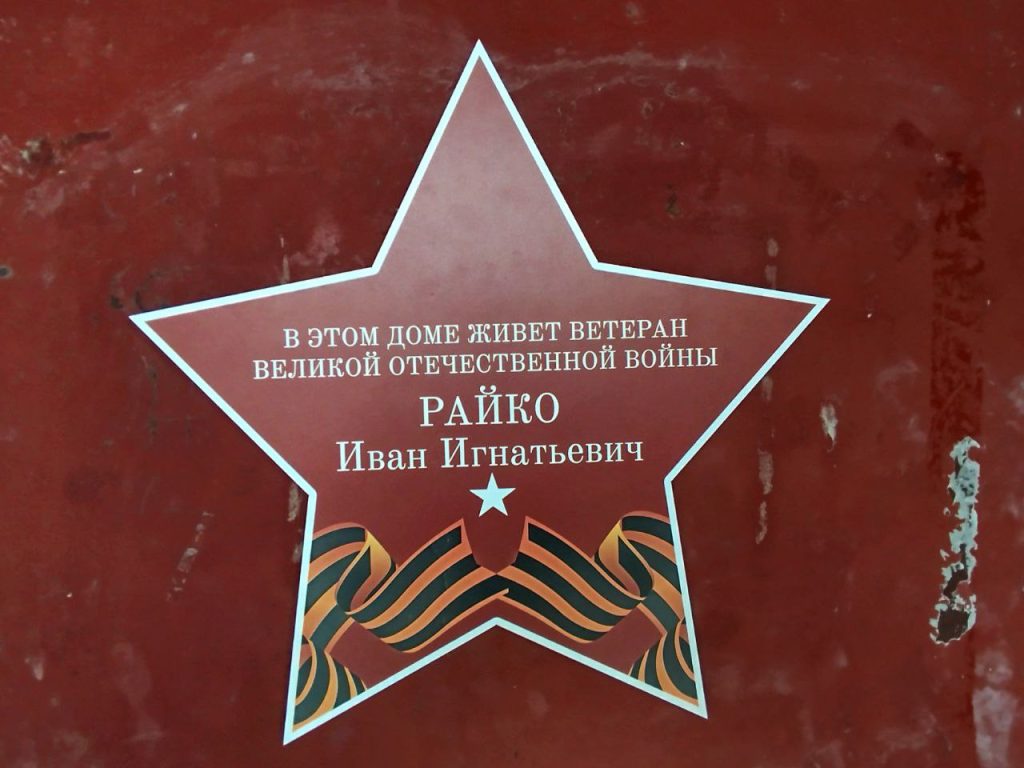 В ЭТОМ ДОМЕ ЖИВЕТ ВЕТЕРАН
ВЕЛИКОЙ ОТЕЧЕСТВЕННОЙ ВОЙНЫ
РАЙКО
Иван Игнатьевич